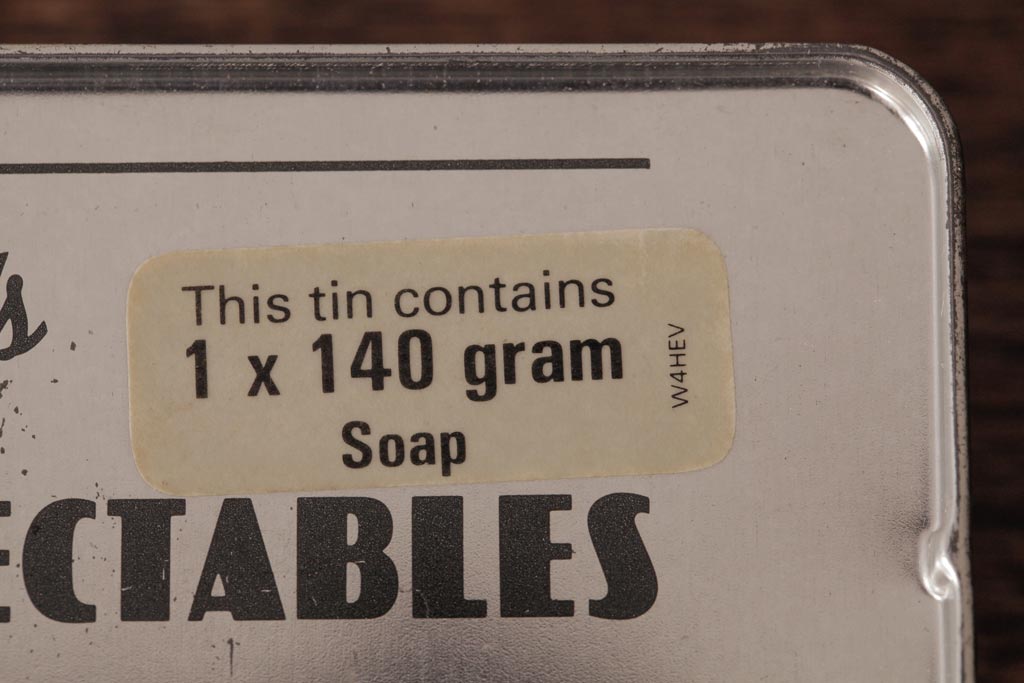 This tin contains
1 x 140 gram
Soap
W4HEV
ECTABLES